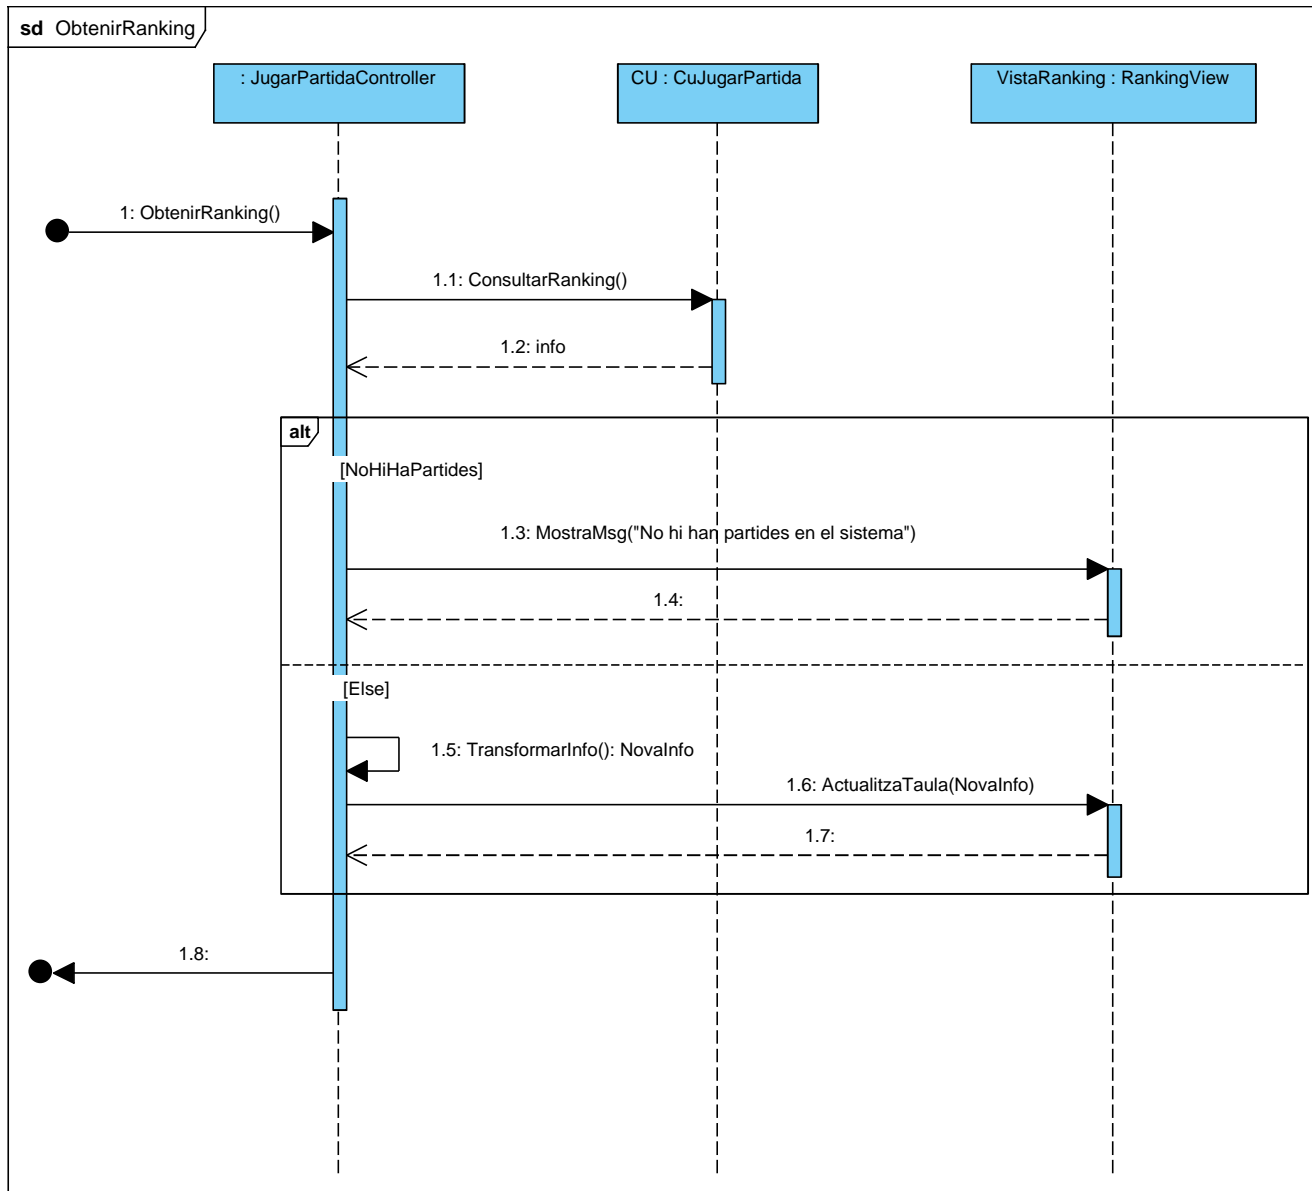 sd ObtenirRanking
: JugarPartidaController
CU : CuJugarPartida
VistaRanking : RankingView
1: ObtenirRanking()
1.1: ConsultarRanking()
1.2: info
alt
[NoHiHaPartides]
1.3: MostraMsg("No hi han partides en el sistema")
1.4:
[Else]
1.5: TransformarInfo(): NovaInfo
1.6: ActualitzaTaula(NovaInfo)
1.7:
1.8: